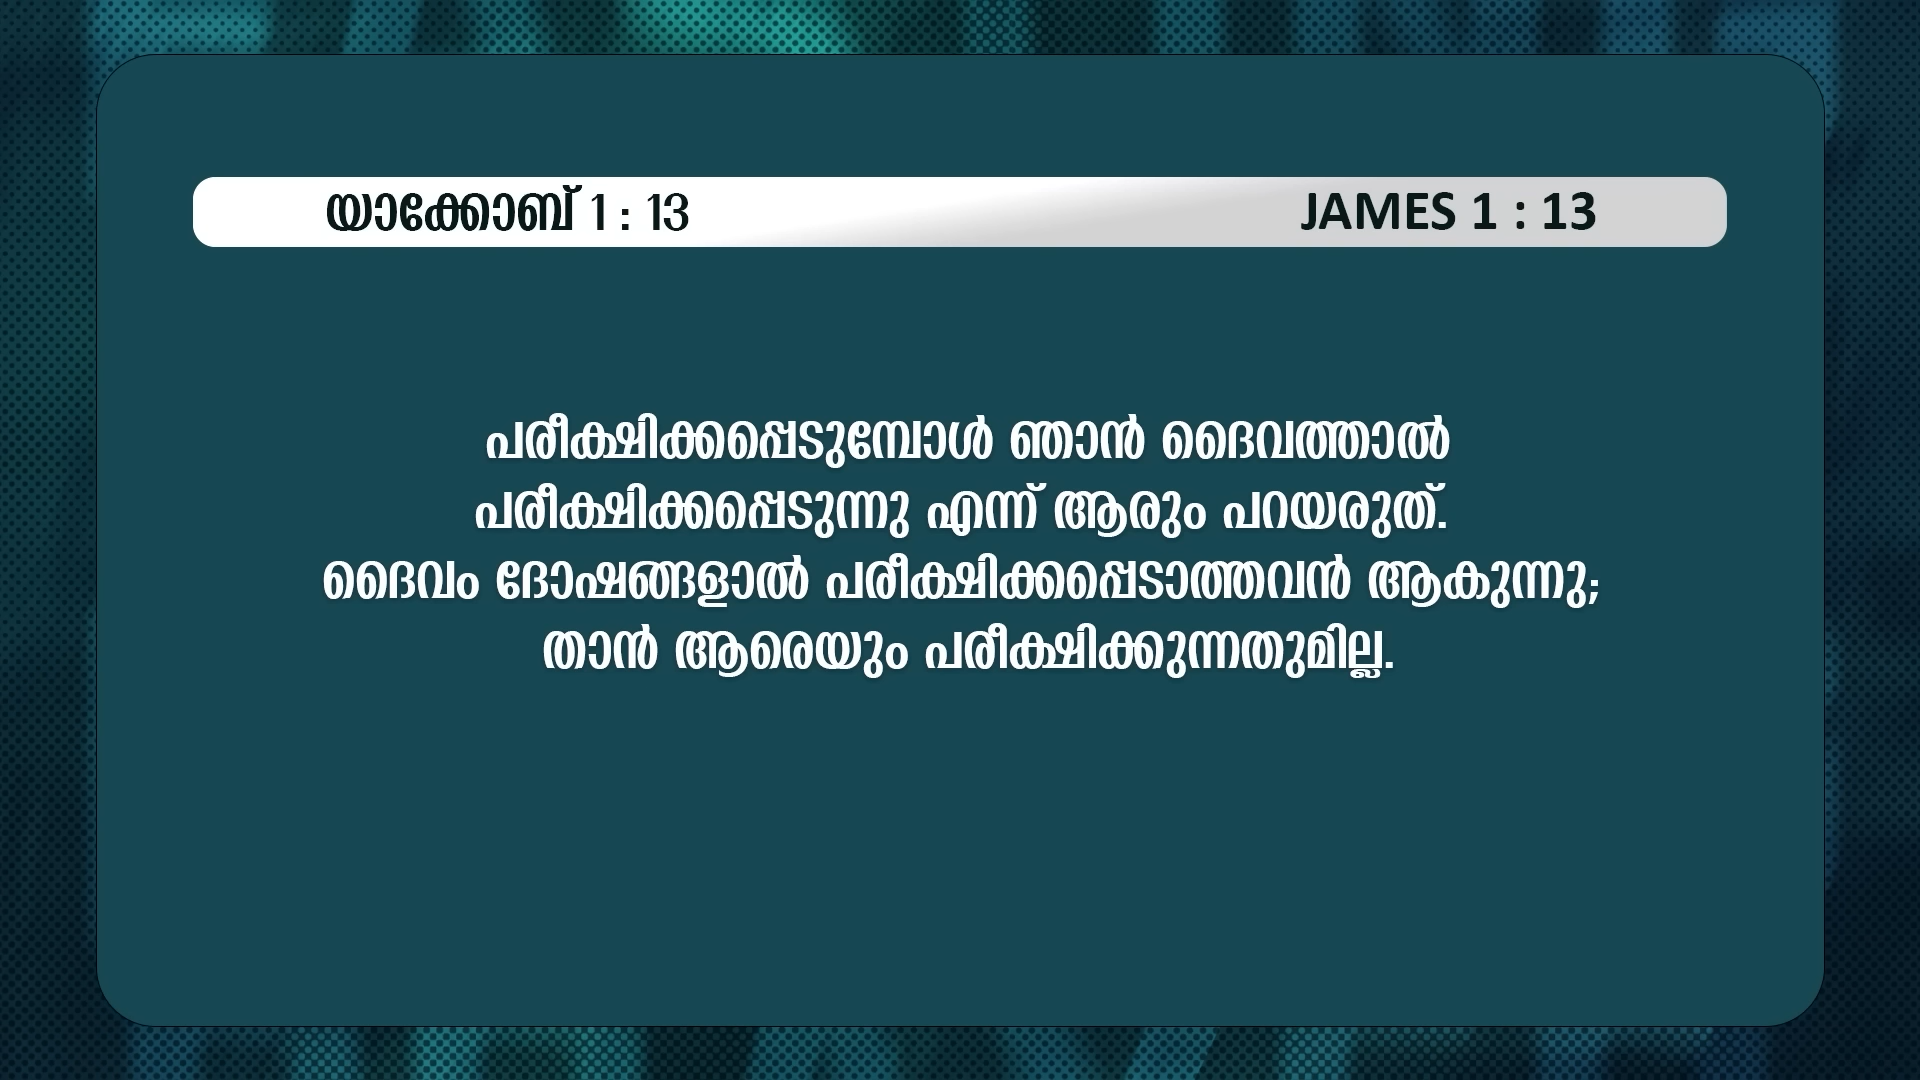 യാക്കോബ് 1 : 13 JAMES 1 : 13
പരീക്ഷിക്കപ്പെടുമ്പോൾ ഞാൻ ദൈവത്താൽ
പരീക്ഷിക്കപ്പെടുന്നു എന്ന് ആരും പറയരുത്.
ദൈവം ദോഷങ്ങളാൽ പരീക്ഷിക്കപ്പെടാത്തവൻ ആകുന്നു;
താൻ ആരെയും പരീക്ഷിക്കുന്നതുമില്ല.